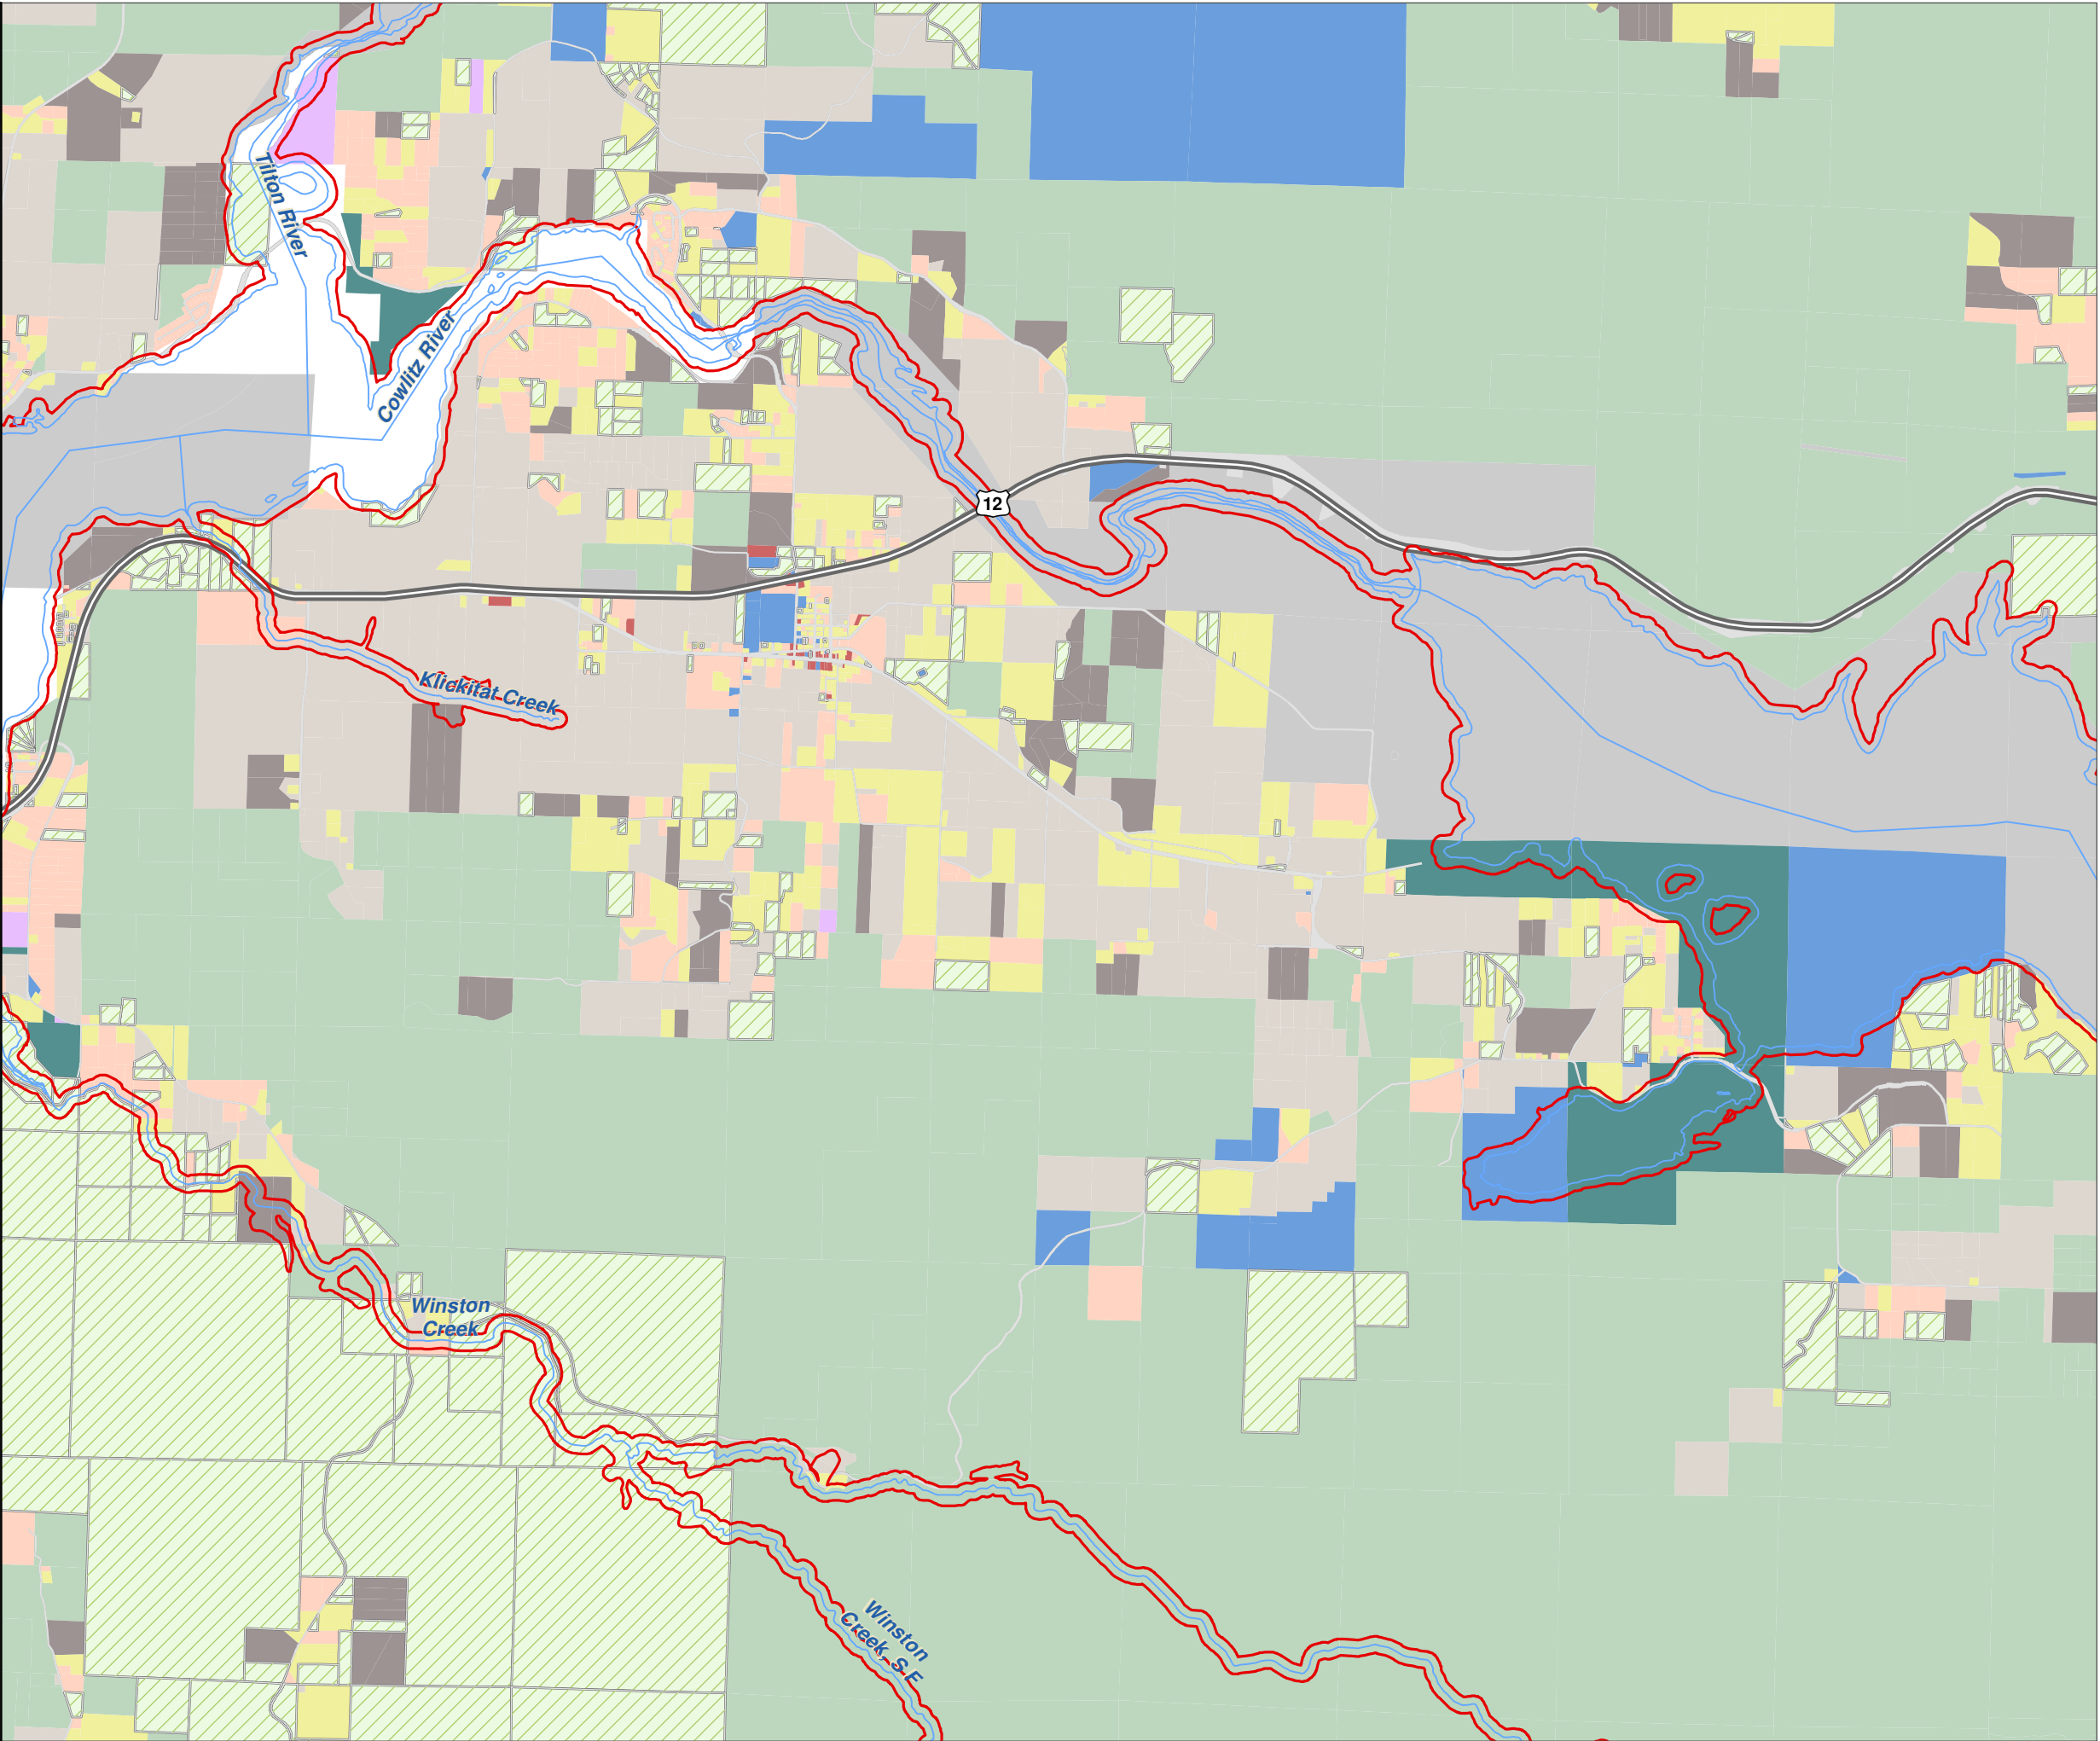 Tilton River
Cowlitz River
12
Klickitat Creek
Winston
Creek
Winston
Creek, S F